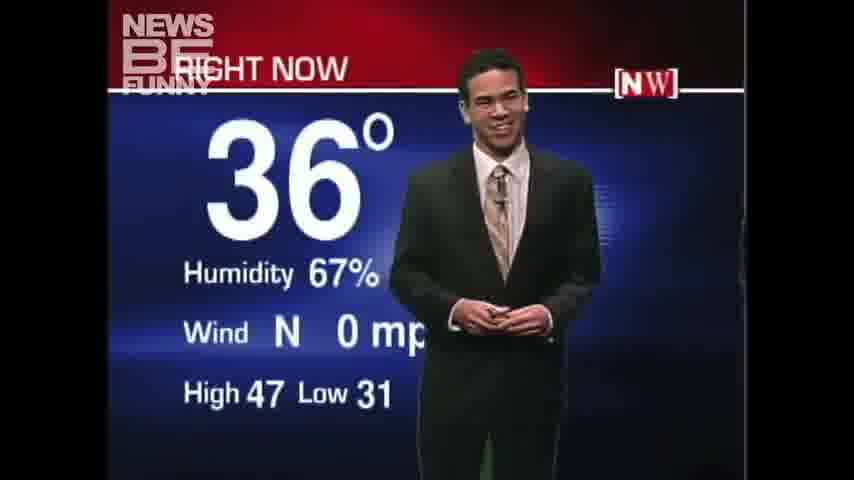 NEWS
BE
FUNNY
RIGHT NOW
[NW]
36°
Humidity 67%
Wind N 0 mp
High 47 Low 31